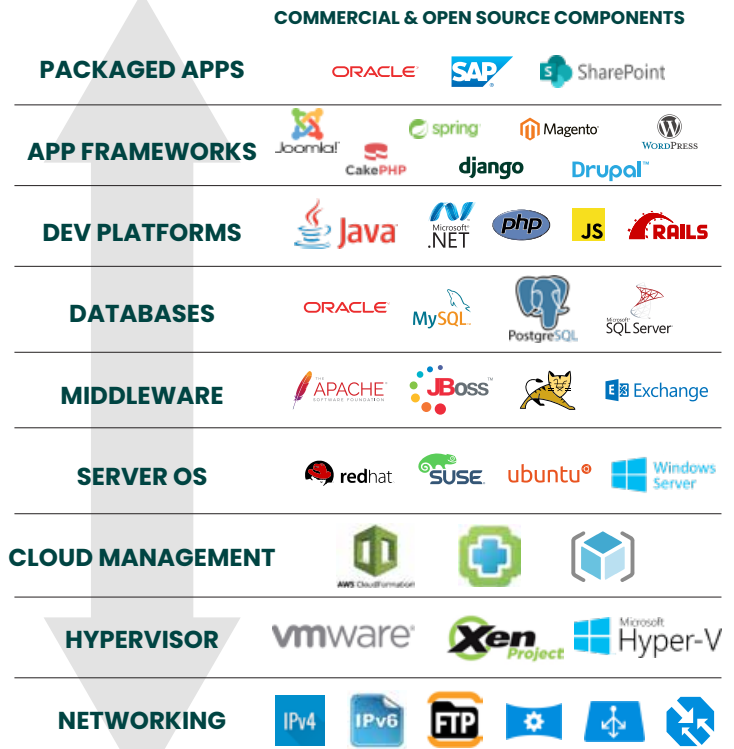 COMMERCIAL & OPEN SOURCE COMPONENTS
PACKAGED APPS
ORACLE
SAP
S SharePoint
APP FRAMEWORKS
Joomla!
CakePHP
spring
django
Magento
Drupal™
WORDPRESS
DEV PLATFORMS
Java
Microsoft
.NET
php
JS
RAILS
DATABASES
ORACLE
MySQL
PostgreSQL
Microsoft
SQL Server
MIDDLEWARE
THE
APACHE
SOFTWARE FOUNDATION
JBoss
E Exchange
SERVER OS
redhat
SUSE
ubuntu®
Windows
Server
CLOUD MANAGEMENT
AWS CloudFormation
HYPERVISOR
vmware®
Xen
Project
Microsoft
Hyper-V
NETWORKING
IPv4
IPv6
FTP